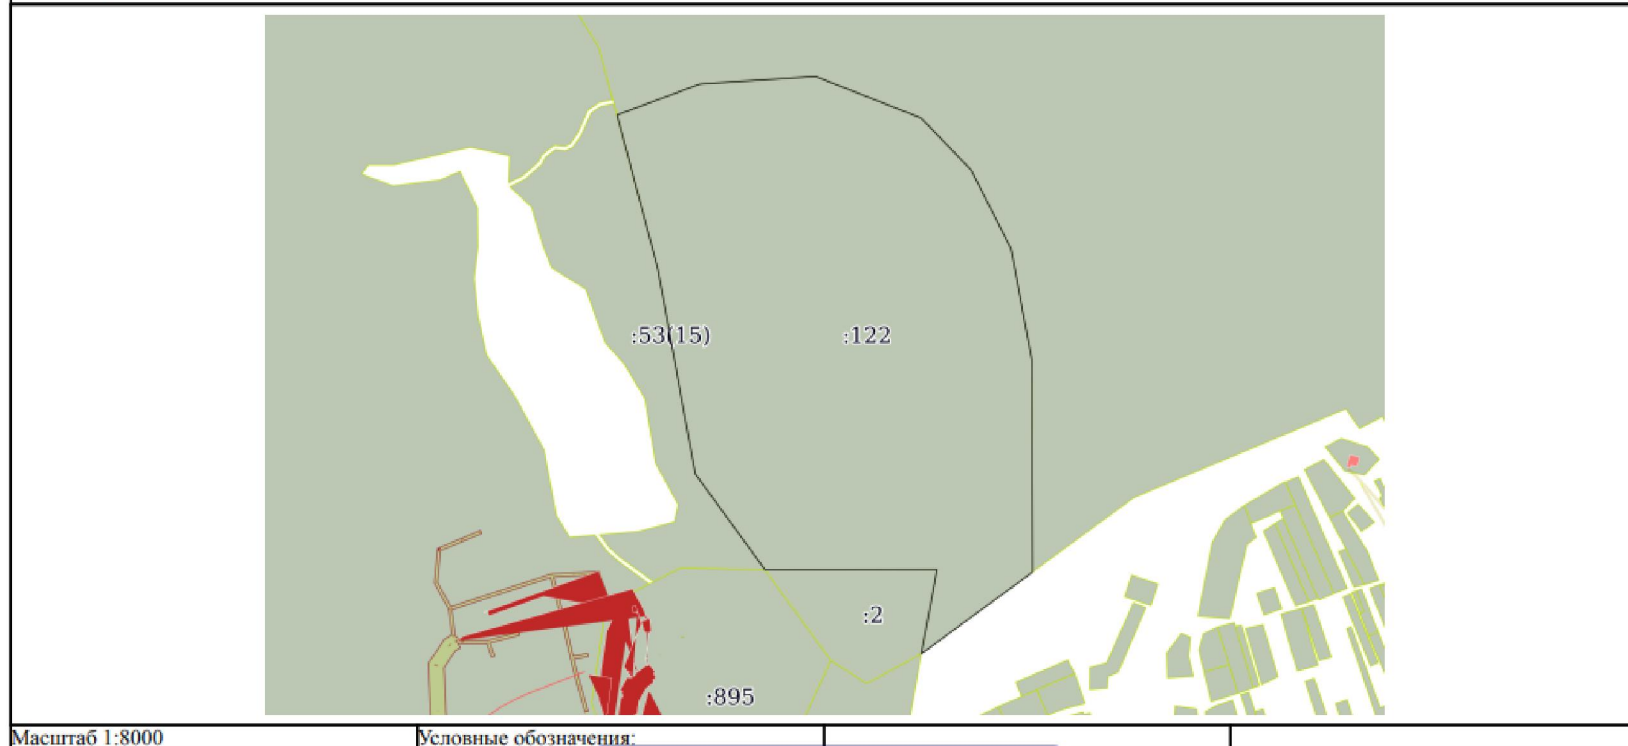 :53(15)
:122
:2
:895
Масштаб 1:8000
Условные обозначения: